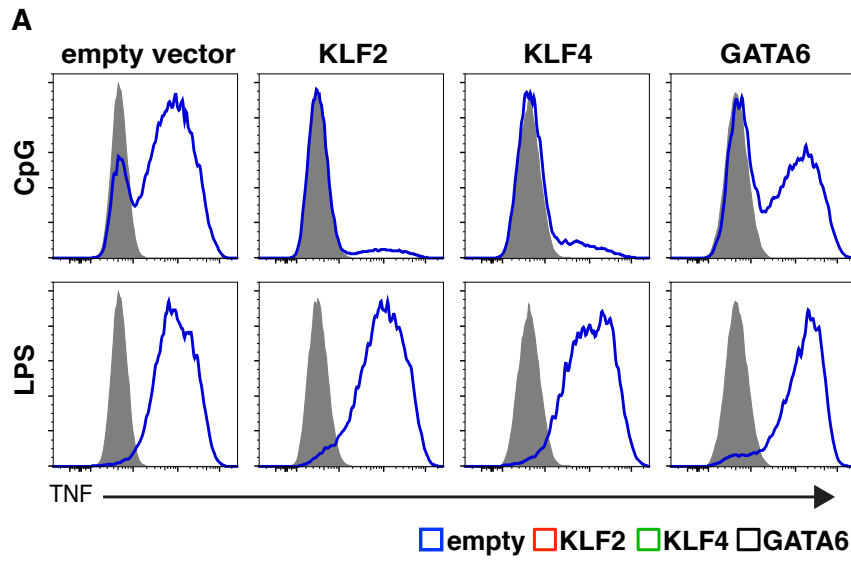 A
empty vector KLF2 KLF4 GATA6
CpG
LPS
TNF
empty KLF2 KLF4 GATA6